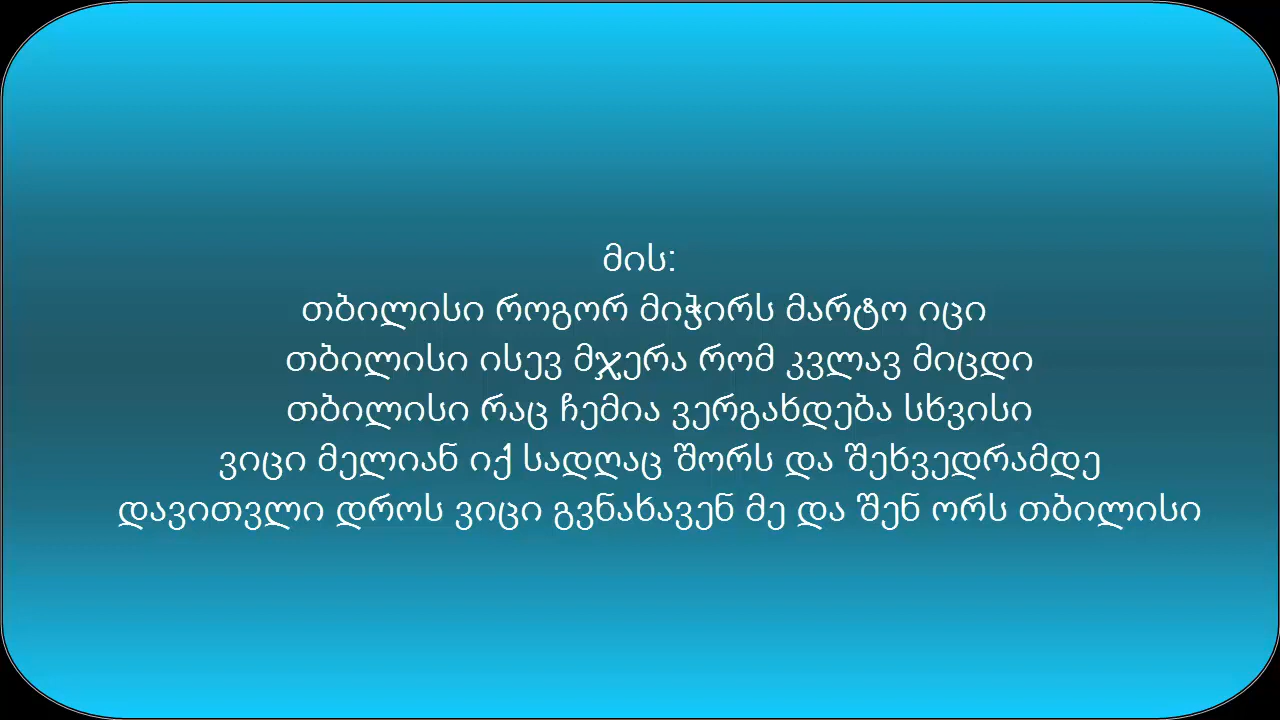 მის:
თბილისი როგორ მიჭირს მარტო იცი
თბილისი ისევ მჯერა რომ კვლავ მიცდი
თბილისი რაც ჩემია ვერგახდება სხვისი
ვიცი მელიან იქ სადღაც შორს და შეხვედრამდე
დავითვლი დროს ვიცი გვნახავენ მე და შენ ორს თბილისი